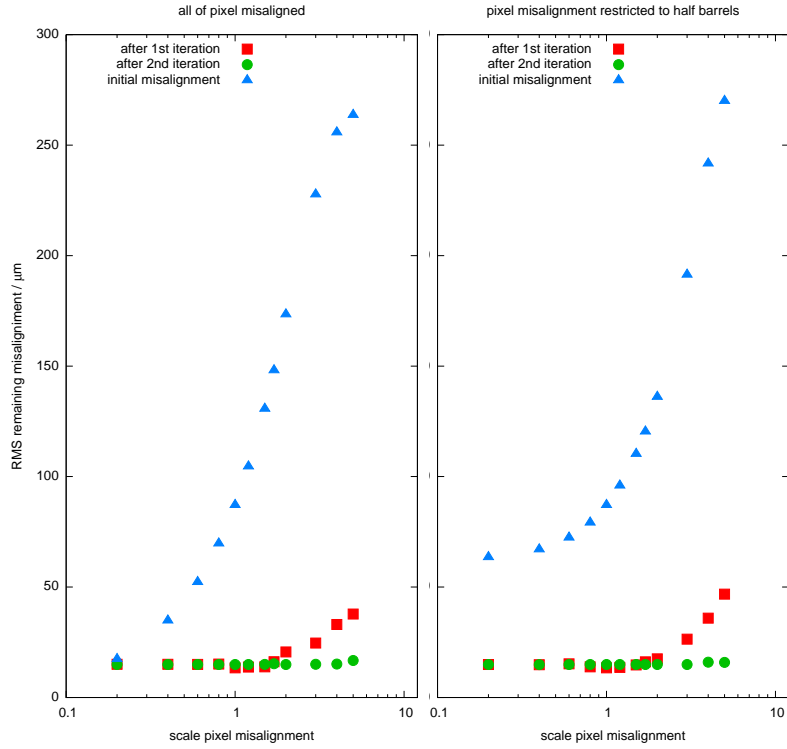 all of pixel misaligned
pixel misalignment restricted to half barrels
300
250
200
150
100
50
0
RMS remaining misaligniment / μm
after 1st iteration
after 2nd iteration
initial misalignment
0.1
1
10
scale pixel misalignment
after 1st iteration
after 2nd iteration
initial misalignment
0.1
1
10
scale pixel misalignment